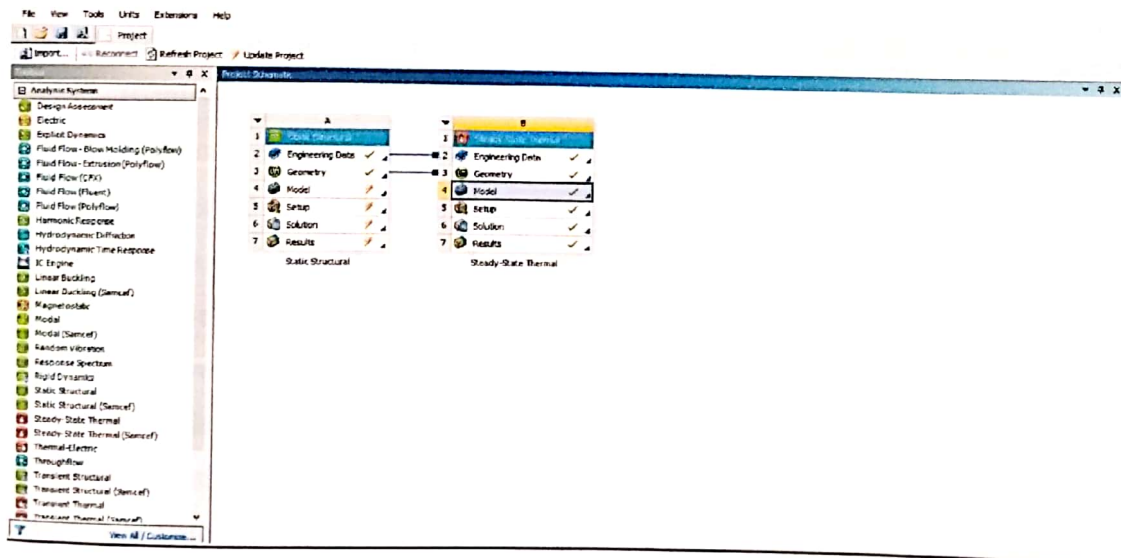 File View Tools Units Extensions Help
Project
Import... Reconnect Refresh Project Update Project
Project Schematic
Analysis Systems
Design Assessment
Electric
Explicit Dynamics
Fluid Flow - Blow Molding (Polyflow)
Fluid Flow - Extrusion (Polyflow)
Fluid Flow (CFX)
Fluid Flow (Fluent)
Fluid Flow (Polyflow)
Harmonic Response
Hydrodynamic Diffraction
Hydrodynamic Time Response
IC Engine
Linear Buckling
Linear Buckling (Samcef)
Magnetostatic
Modal
Modal (Samcef)
Random Vibration
Response Spectrum
Rigid Dynamics
Static Structural
Static Structural (Samcef)
Steady-State Thermal
Steady-State Thermal (Samcef)
Thermal-Electric
Throughflow
Transient Structural
Transient Structural (Samcef)
Transient Thermal
Transient Thermal (Samcef)
View All / Customize...
A
1 Static Structural
2 Engineering Data
3 Geometry
4 Model
5 Setup
6 Solution
7 Results
Static Structural
B
1 Steady-State Thermal
2 Engineering Data
3 Geometry
4 Model
5 Setup
6 Solution
7 Results
Steady-State Thermal